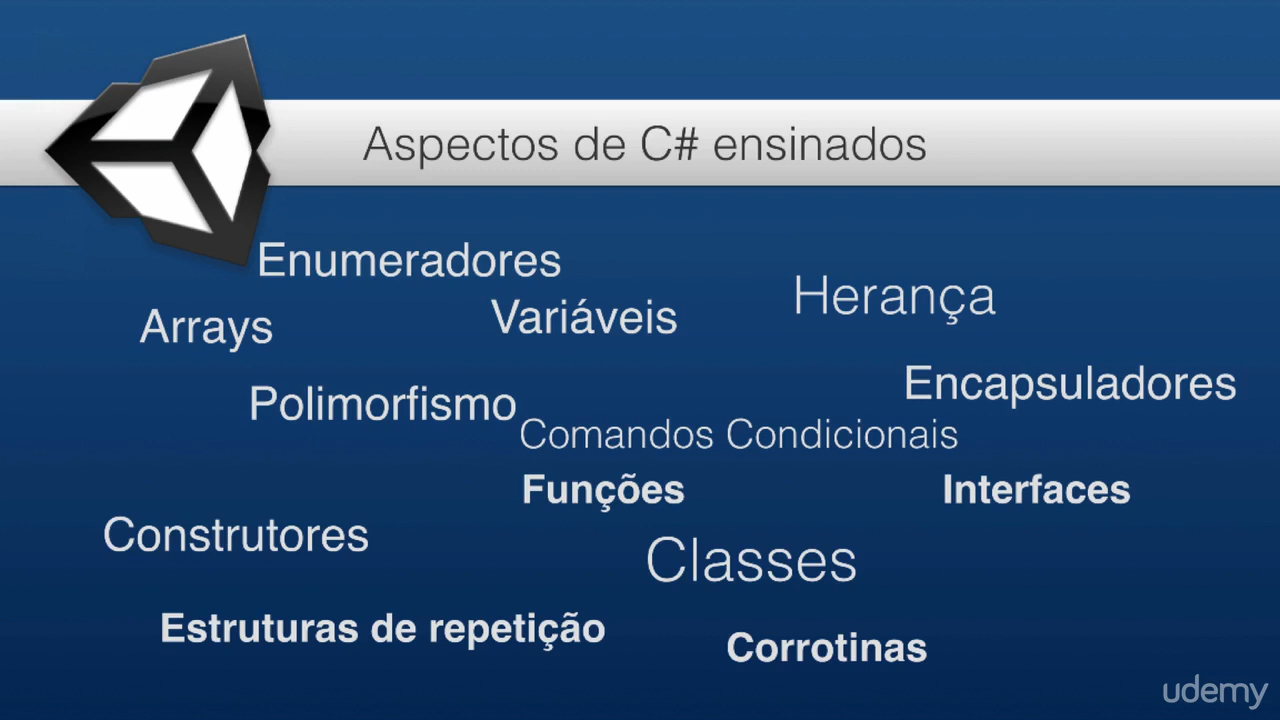 Aspectos de C# ensinados
Enumeradores
Herança
Variáveis
Arrays
Encapsuladores
Polimorfismo
Comandos Condicionais
Funções
Interfaces
Construtores
Classes
Estruturas de repetição
Corrotinas
udemy